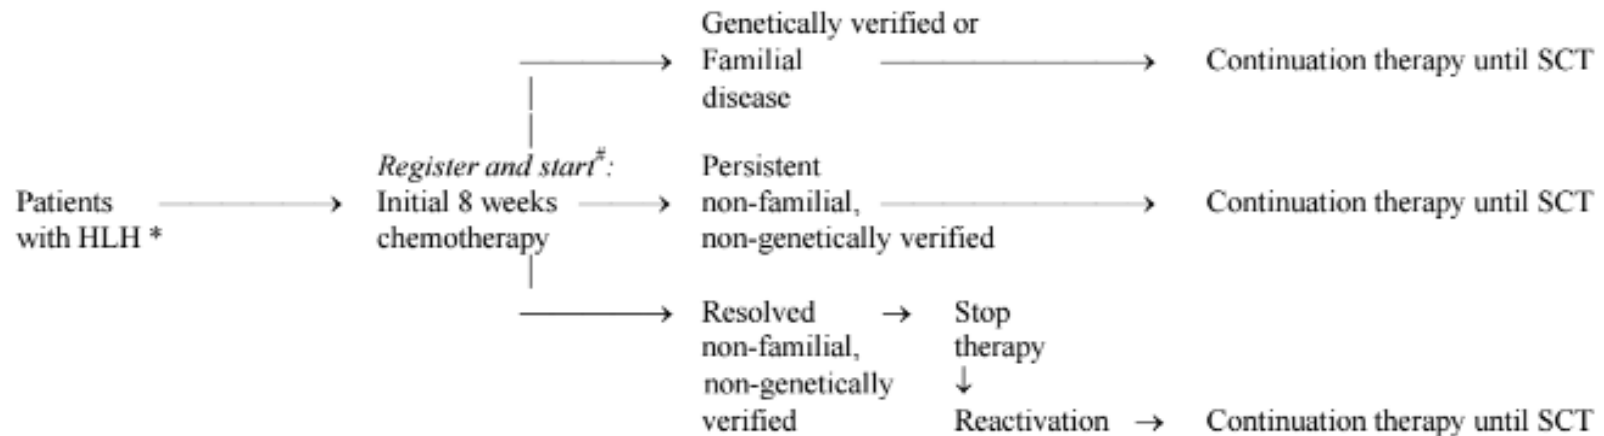 Genetically verified or
Familial
disease
Continuation therapy until SCT
Patients
with HLH *
Register and start#:
Initial 8 weeks
chemotherapy
Persistent
non-familial,
non-genetically verified
Continuation therapy until SCT
Resolved
non-familial,
non-genetically
verified
Stop
therapy
Reactivation
Continuation therapy until SCT